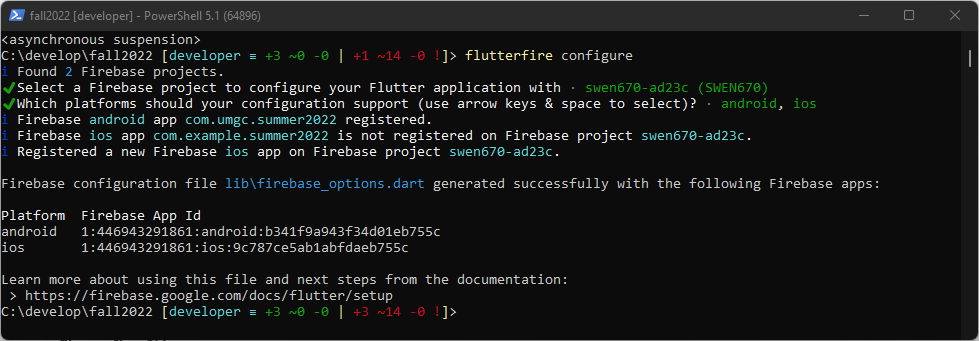 fall2022 [developer] - PowerShell 5.1 (64896)
<asynchronous suspension>
C:\develop\fall2022 [developer ≡ +3 ~0 -0 | +1 ~14 -0 !]> flutterfire configure
i Found 2 Firebase projects.
✔Select a Firebase project to configure your Flutter application with · swen670-ad23c (SWEN670)
✔Which platforms should your configuration support (use arrow keys & space to select)? · android, ios
i Firebase android app com.umgc.summer2022 registered.
i Firebase ios app com.example.summer2022 is not registered on Firebase project swen670-ad23c.
i Registered a new Firebase ios app on Firebase project swen670-ad23c.
Firebase configuration file lib\firebase_options.dart generated successfully with the following Firebase apps:
Platform  Firebase App Id
android   1:446943291861:android:b341f9a943f34d01eb755c
ios       1:446943291861:ios:9c787ce5ab1abfdaeb755c
Learn more about using this file and next steps from the documentation:
 > https://firebase.google.com/docs/flutter/setup
C:\develop\fall2022 [developer ≡ +3 ~0 -0 | +3 ~14 -0 !]>